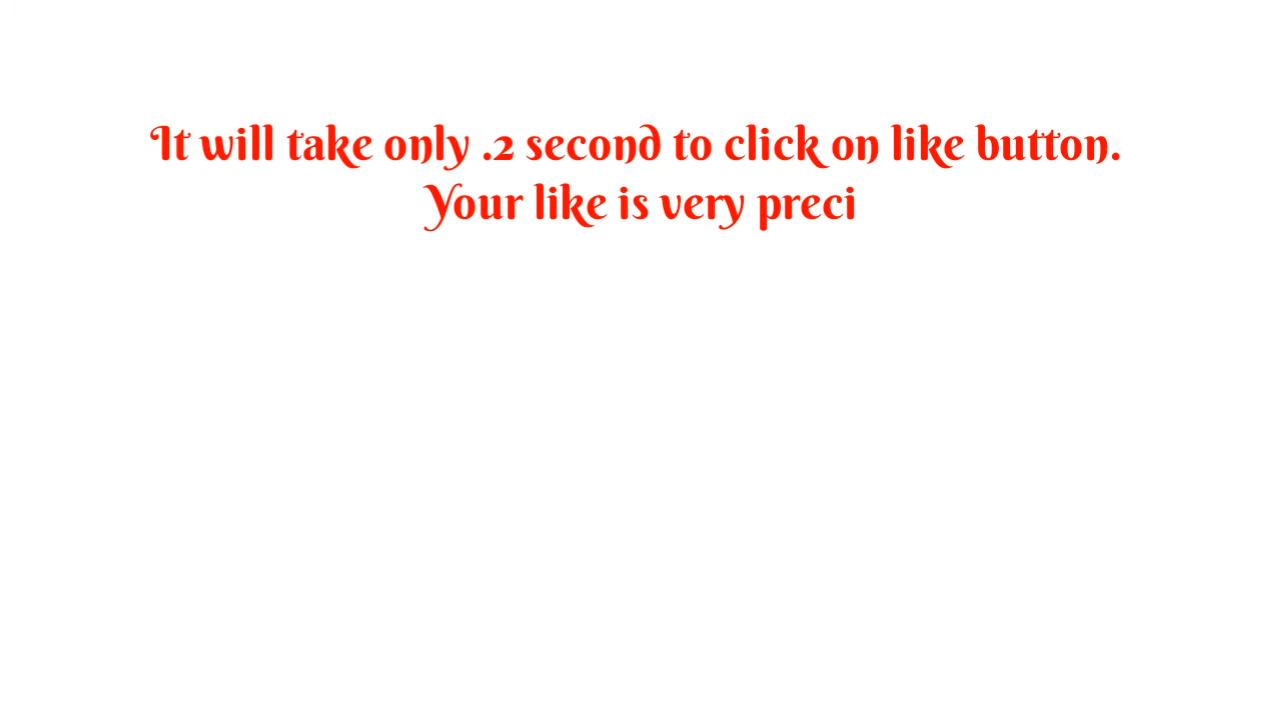 It will take only .2 second to click on like button.
Your like is very preci